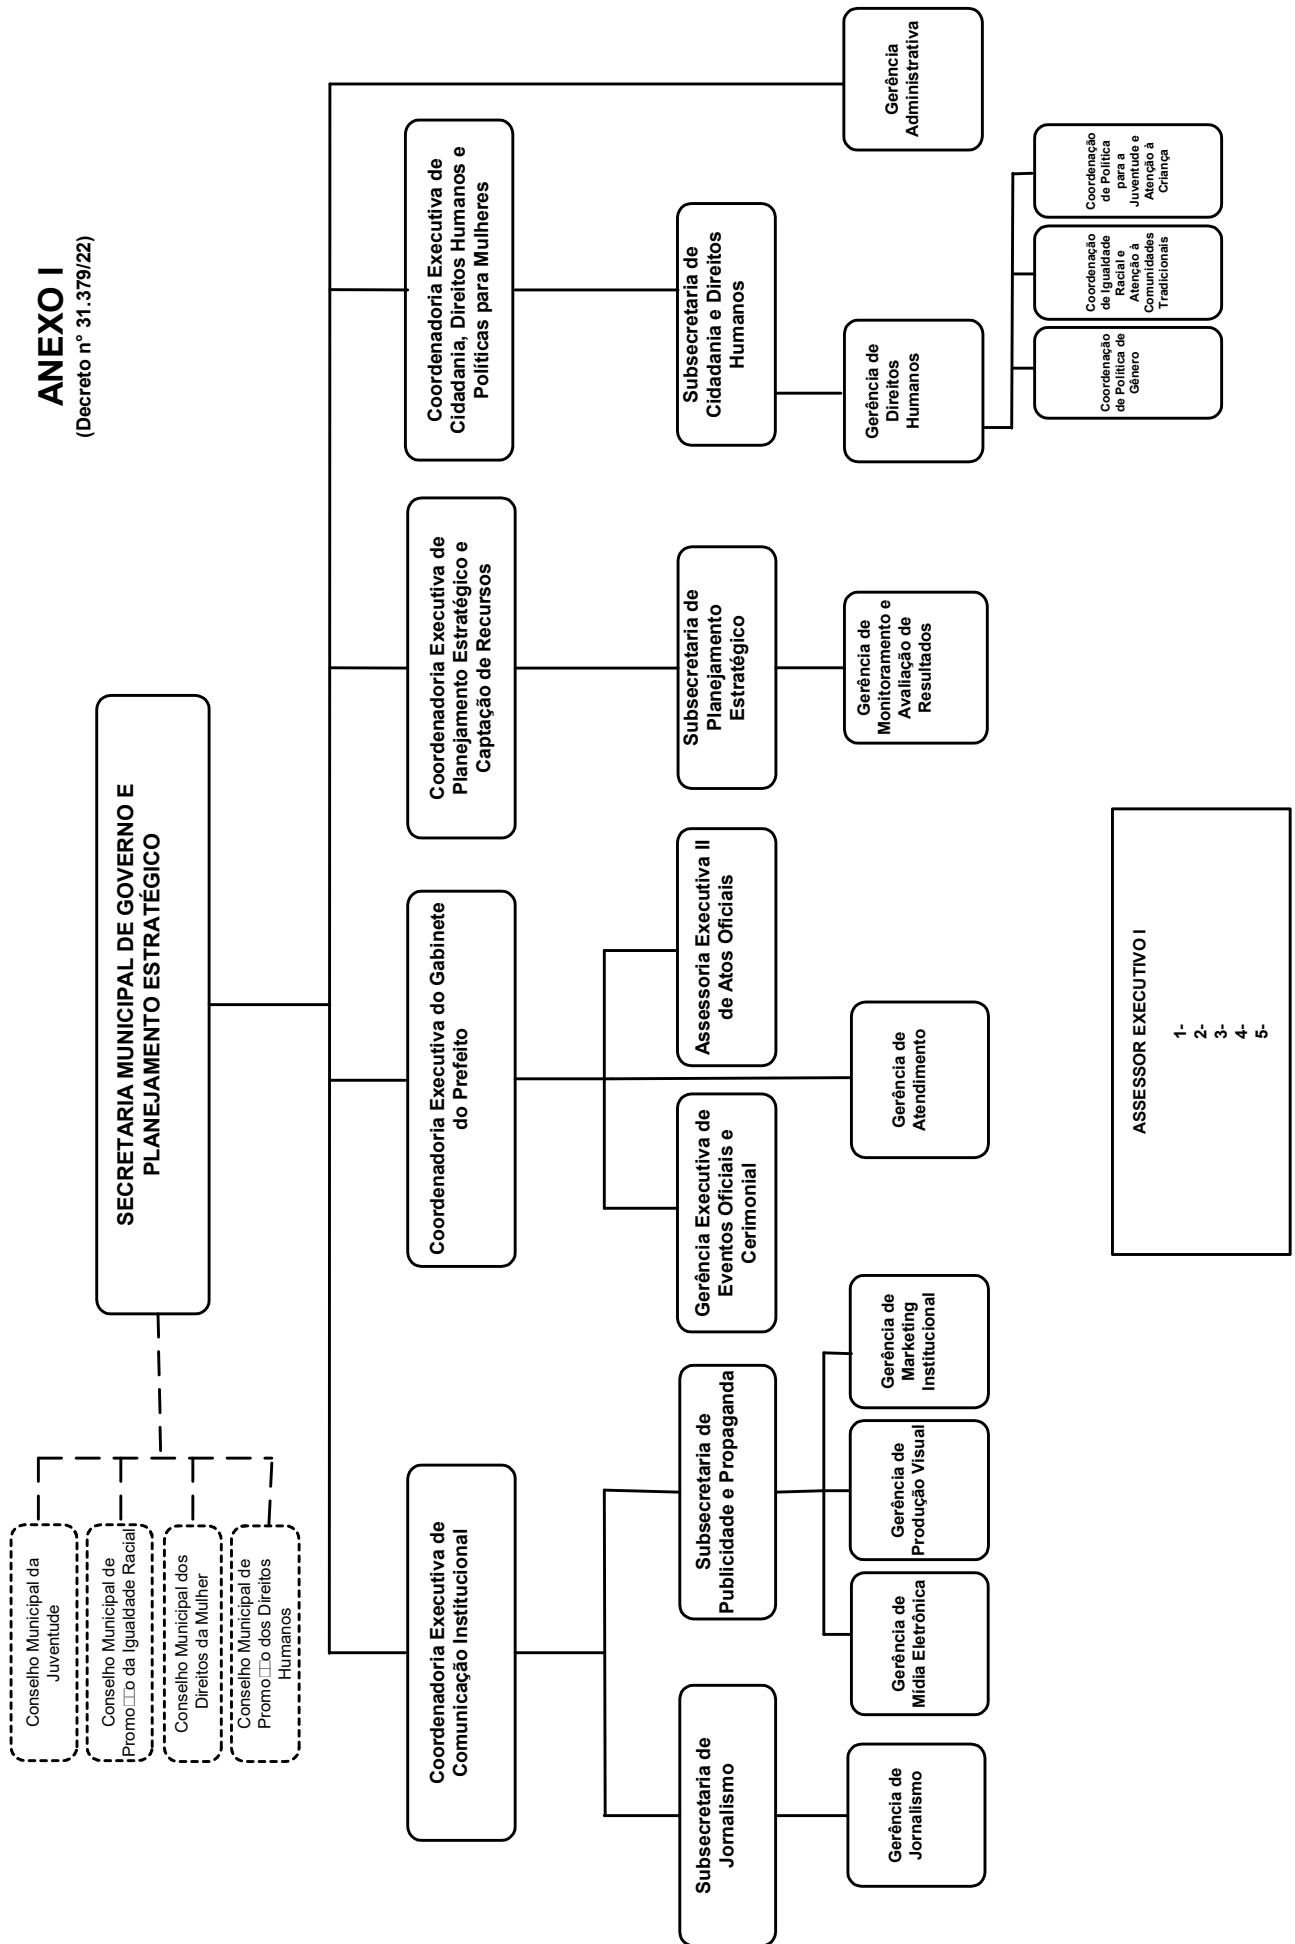 ANEXO I
(Decreto n° 31.379/22)
SECRETARIA MUNICIPAL DE GOVERNO E
PLANEJAMENTO ESTRATÉGICO
Conselho Municipal da
Juventude
Conselho Municipal de
Promo□□o da Igualdade Racial
Conselho Municipal dos
Direitos da Mulher
Conselho Municipal de
Promo□□o dos Direitos
Humanos
Coordenadoria Executiva de
Comunicação Institucional
Coordenadoria Executiva do Gabinete
do Prefeito
Coordenadoria Executiva de
Planejamento Estratégico e
Captação de Recursos
Coordenadoria Executiva de
Cidadania, Direitos Humanos e
Políticas para Mulheres
Subsecretaria de
Jornalismo
Subsecretaria de
Publicidade e Propaganda
Gerência Executiva de
Eventos Oficiais e
Cerimonial
Assessoria Executiva II
de Atos Oficiais
Subsecretaria de
Planejamento
Estratégico
Subsecretaria de
Cidadania e Direitos
Humanos
Gerência de
Jornalismo
Gerência de
Mídia Eletrônica
Gerência de
Produção Visual
Gerência de
Marketing
Institucional
Gerência de
Atendimento
Gerência de
Monitoramento e
Avaliação de
Resultados
Gerência de
Direitos
Humanos
Gerência
Administrativa
Coordenação
de Política de
Gênero
Coordenação
de Igualdade
Racial e
Atenção à
Comunidades
Tradicionais
Coordenação
de Política
para a
Juventude e
Atenção à
Criança
ASSESSOR EXECUTIVO I
1-
2-
3-
4-
5-